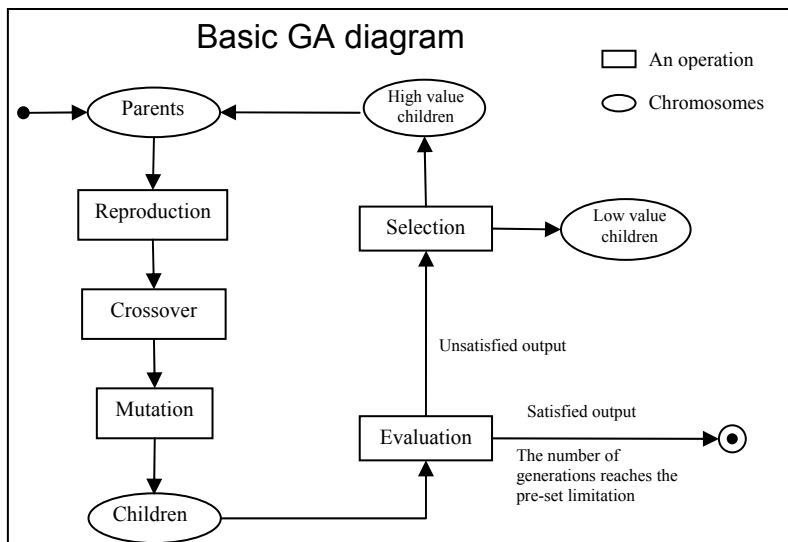 Basic GA diagram
An operation
Chromosomes
Parents
High value
children
Reproduction
Selection
Low value
children
Crossover
Unsatisfied output
Mutation
Evaluation
Satisfied output
The number of
generations reaches the
pre-set limitation
Children